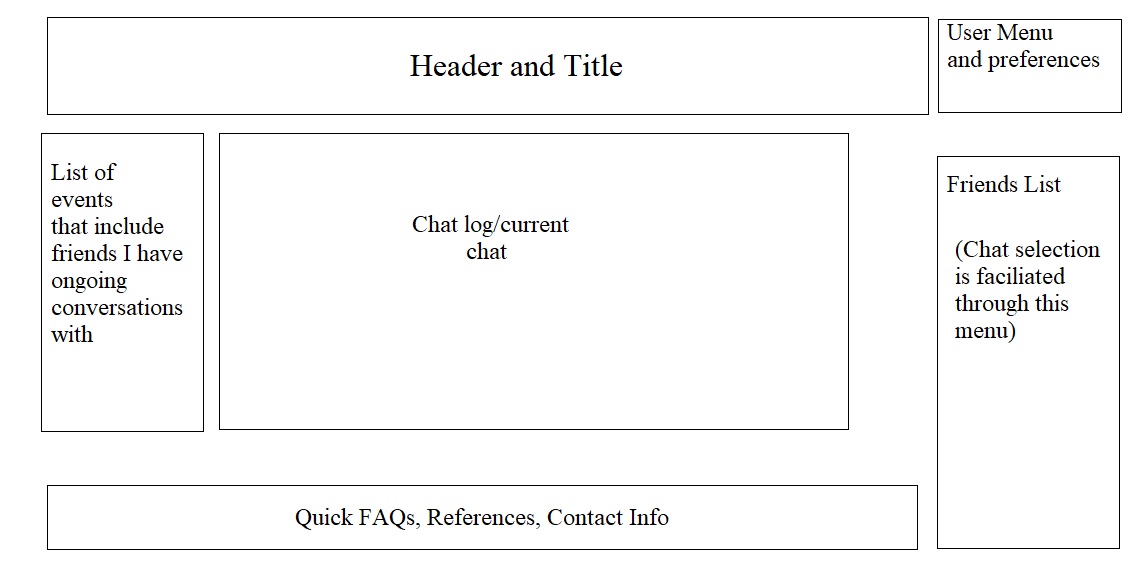 Header and Title
User Menu
and preferences
List of
events
that include
friends I have
ongoing
conversations
with
Chat log/current
chat
Friends List
(Chat selection
is faciliated
through this
menu)
Quick FAQs, References, Contact Info